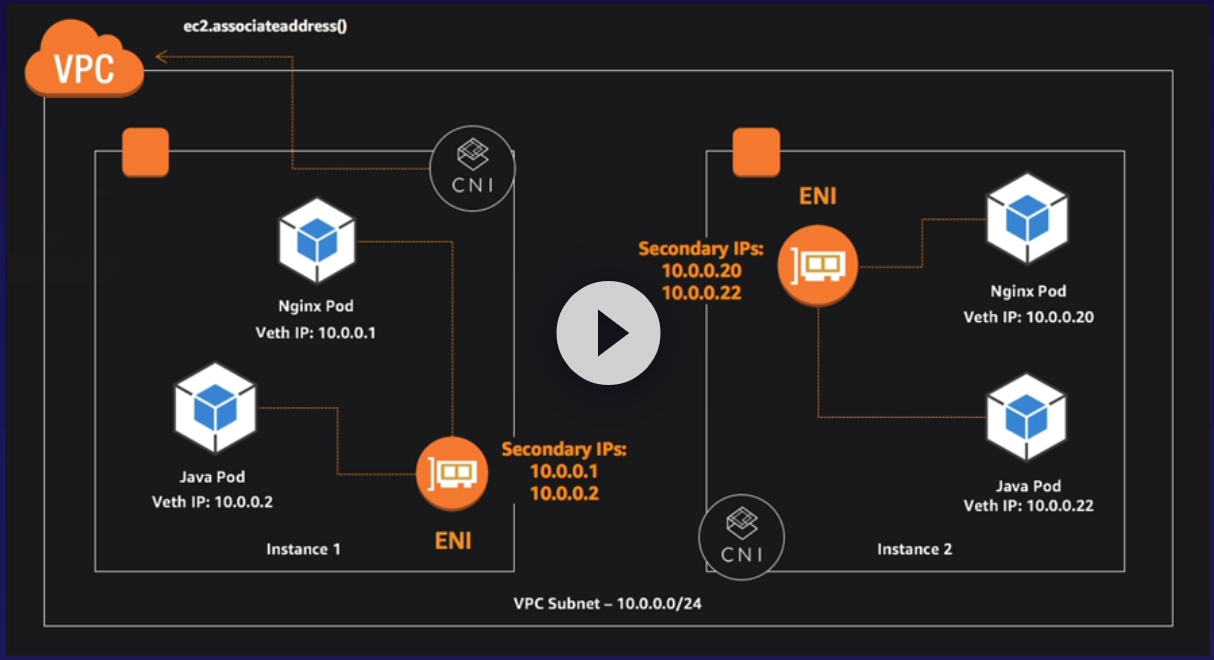 ec2.associateaddress()
VPC
CNI
Nginx Pod
Veth IP: 10.0.0.1
Java Pod
Veth IP: 10.0.0.2
Secondary IPs:
10.0.0.1
10.0.0.2
ENI
Instance 1
ENI
Secondary IPs:
10.0.0.20
10.0.0.22
Nginx Pod
Veth IP: 10.0.0.20
Java Pod
Veth IP: 10.0.0.22
CNI
Instance 2
VPC Subnet – 10.0.0.0/24